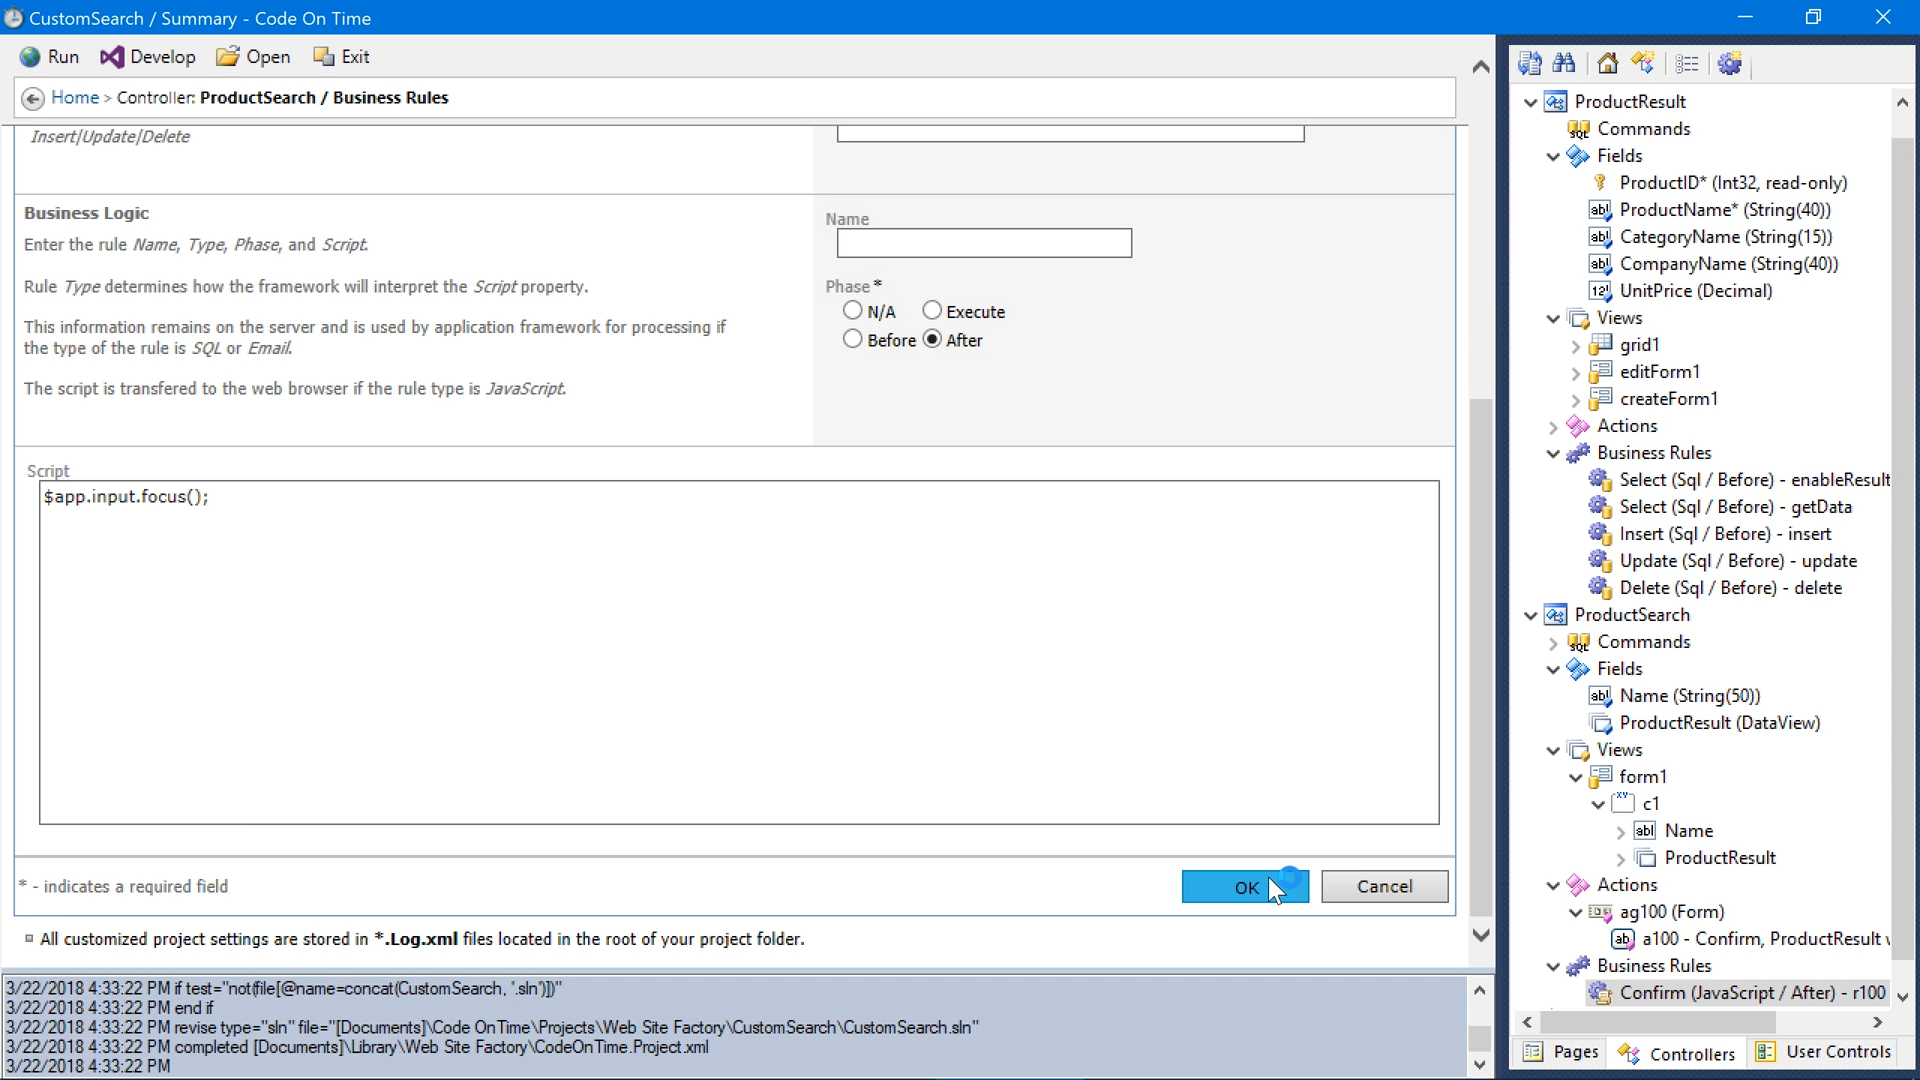 CustomSearch / Summary - Code On Time
Run Develop Open Exit
Home > Controller: ProductSearch / Business Rules
Insert|Update|Delete
Business Logic
Enter the rule Name, Type, Phase, and Script.
Rule Type determines how the framework will interpret the Script property.
This information remains on the server and is used by application framework for processing if
the type of the rule is SQL or Email.
The script is transfered to the web browser if the rule type is JavaScript.
Name
Phase *
N/A Execute
Before After
Script
$app.input.focus();
* - indicates a required field
OK Cancel
All customized project settings are stored in *.Log.xml files located in the root of your project folder.
3/22/2018 4:33:22 PM if test="not(file[@name=concat(CustomSearch, '.sln')])"
3/22/2018 4:33:22 PM end if
3/22/2018 4:33:22 PM revise type="sln" file="[Documents]\Code OnTime\Projects\Web Site Factory\CustomSearch\CustomSearch.sln"
3/22/2018 4:33:22 PM completed [Documents]\Library\Web Site Factory\CodeOnTime.Project.xml
3/22/2018 4:33:22 PM
ProductResult
Commands
Fields
ProductID* (Int32, read-only)
ProductName* (String(40))
CategoryName (String(15))
CompanyName (String(40))
UnitPrice (Decimal)
Views
grid1
editForm1
createForm1
Actions
Business Rules
Select (Sql / Before) - enableResult
Select (Sql / Before) - getData
Insert (Sql / Before) - insert
Update (Sql / Before) - update
Delete (Sql / Before) - delete
ProductSearch
Commands
Fields
Name (String(50))
ProductResult (DataView)
Views
form1
c1
Name
ProductResult
Actions
ag100 (Form)
a100 - Confirm, ProductResult
Business Rules
Confirm (JavaScript / After) - r100
Pages Controllers User Controls